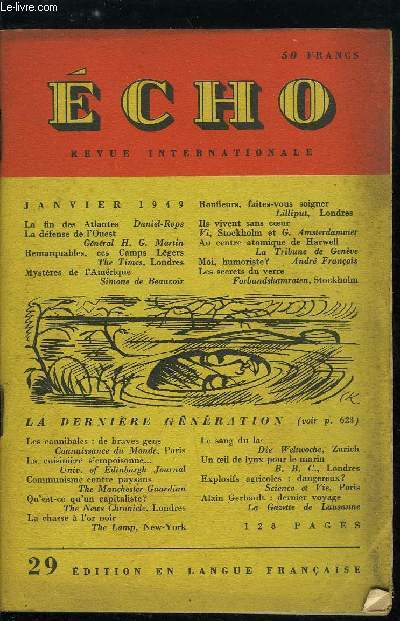 Le-livre.com
50 FRANCS
ÉCHO
REVUE INTERNATIONALE
JANVIER 1949
La fin des Atlantes Daniel-Rops
La défense de l'Ouest
Général H. G. Martin
Remarquables, ces Camps Légers
The Times, Londres
Mystères de l'Amérique
Simone de Beauvoir
Ronfleurs, faites-vous soigner
Lilliput, Londres
Ils vivent sans cœur
Vi, Stockholm et G. Amsterdammer
Au centre atomique de Harwell
La Tribune de Genève
Moi, humoriste? André François
Les secrets du verre
Forbundshamraten, Stockholm
LA DERNIÈRE GÉNÉRATION (voir p. 623)
Les cannibales : de braves gens
Connaissance du Monde, Paris
La cuisinière s'empoisonne...
Univ. of Edinburgh Journal
Communisme contre paysans
The Manchester Guardian
Qu'est-ce qu'un capitaliste?
The News Chronicle, Londres
La chasse à l'or noir
The Lamp, New-York
Le sang du lac
Die Weltwoche, Zurich
Un œil de lynx pour le marin
B. B. C., Londres
Explosifs agricoles : dangereux?
Science et Vie, Paris
Alain Gerbault : dernier voyage
La Gazette de Lausanne
128 PAGES
29 ÉDITION EN LANGUE FRANÇAISE